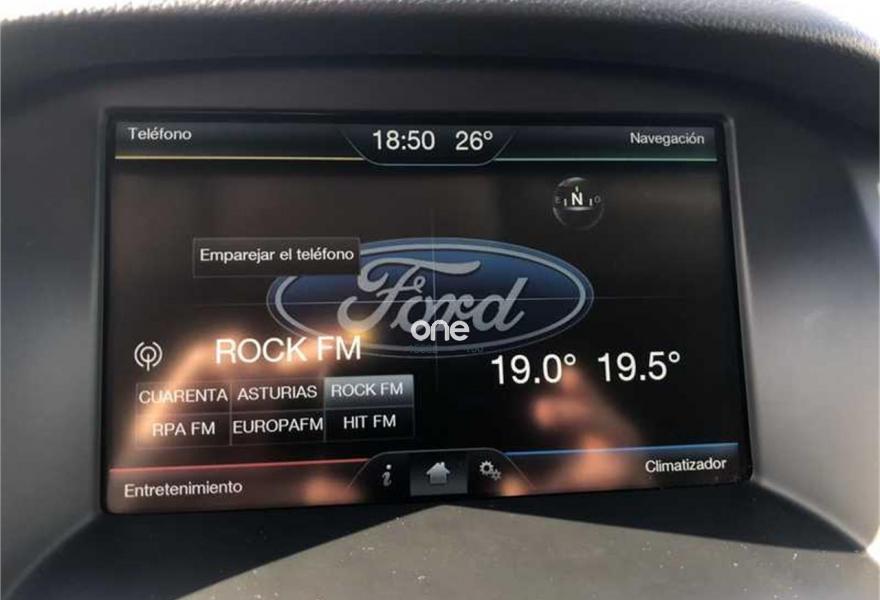 Teléfono
18:50 26°
Navegación
E N O
Emparejar el teléfono
Ford
one
ROCK FM
19.0° 19.5°
CUARENTA ASTURIAS ROCK FM
RPA FM EUROPAFM HIT FM
i
Entretenimiento
Climatizador